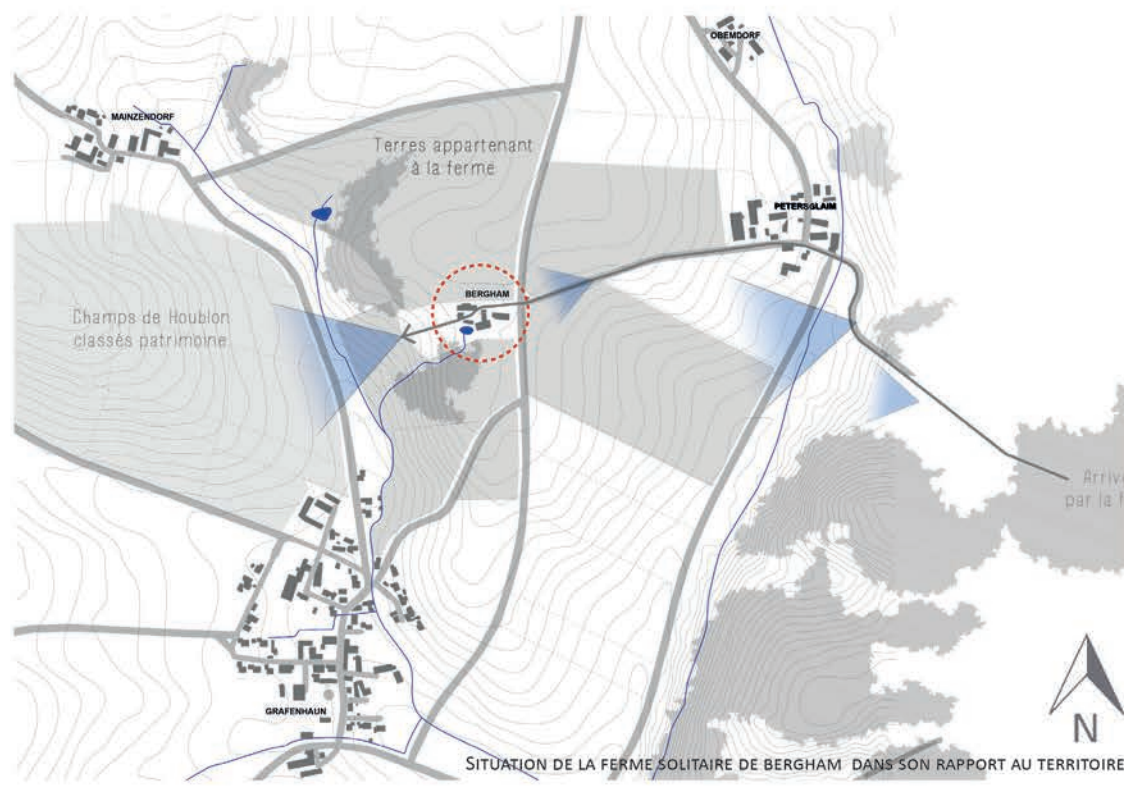 OBEMDORF
MAINZENDORF
Terres appartenant
à la ferme
PETERSGLAIM
BERGHAM
Champs de Houblon
classés patrimoine
par la
GRAFENHAUN
N
SITUATION DE LA FERME SOLITAIRE DE BERGHAM DANS SON RAPPORT AU TERRITOIRE